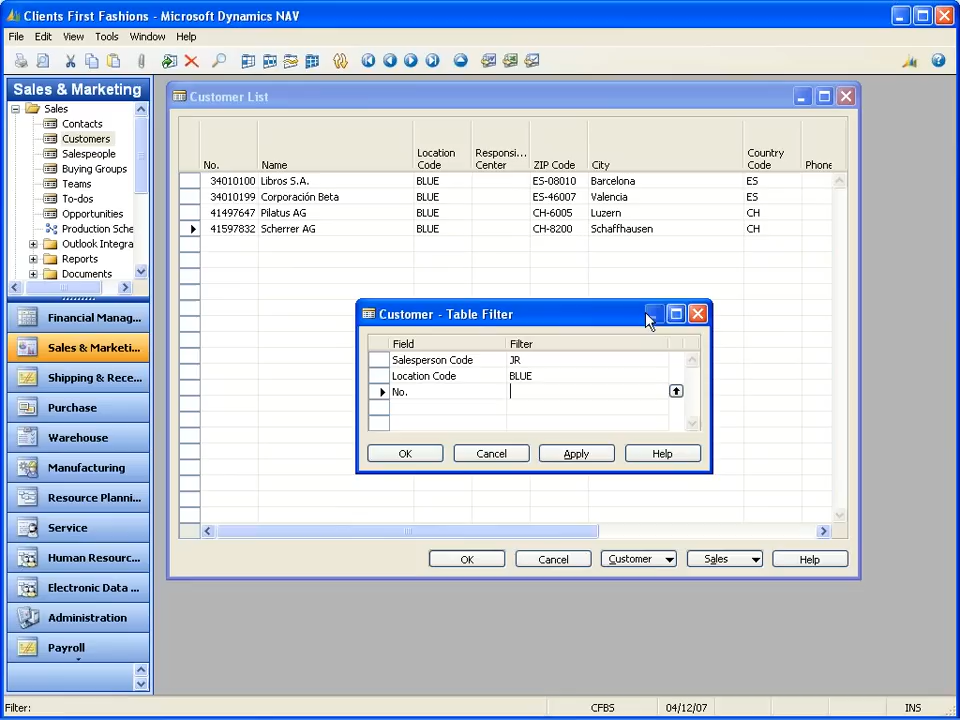 Clients First Fashions - Microsoft Dynamics NAV
File Edit View Tools Window Help
Sales & Marketing
Sales
Contacts
Customers
Salespeople
Buying Groups
Teams
To-dos
Opportunities
Production Sche
Outlook Integra
Reports
Documents
Financial Manag...
Sales & Marketi...
Shipping & Rece...
Purchase
Warehouse
Manufacturing
Resource Planni...
Service
Human Resourc...
Electronic Data ...
Administration
Payroll
Customer List
No. Name Location Code Responsi... Center ZIP Code City Country Code Phone
34010100 Libros S.A. BLUE ES-08010 Barcelona ES
34010199 Corporación Beta BLUE ES-46007 Valencia ES
41497647 Pilatus AG BLUE CH-6005 Luzern CH
41597832 Scherrer AG BLUE CH-8200 Schaffhausen CH
Customer - Table Filter
Field Filter
Salesperson Code JR
Location Code BLUE
No.
OK Cancel Apply Help
OK Cancel Customer Sales Help
Filter: CFBS 04/12/07 INS